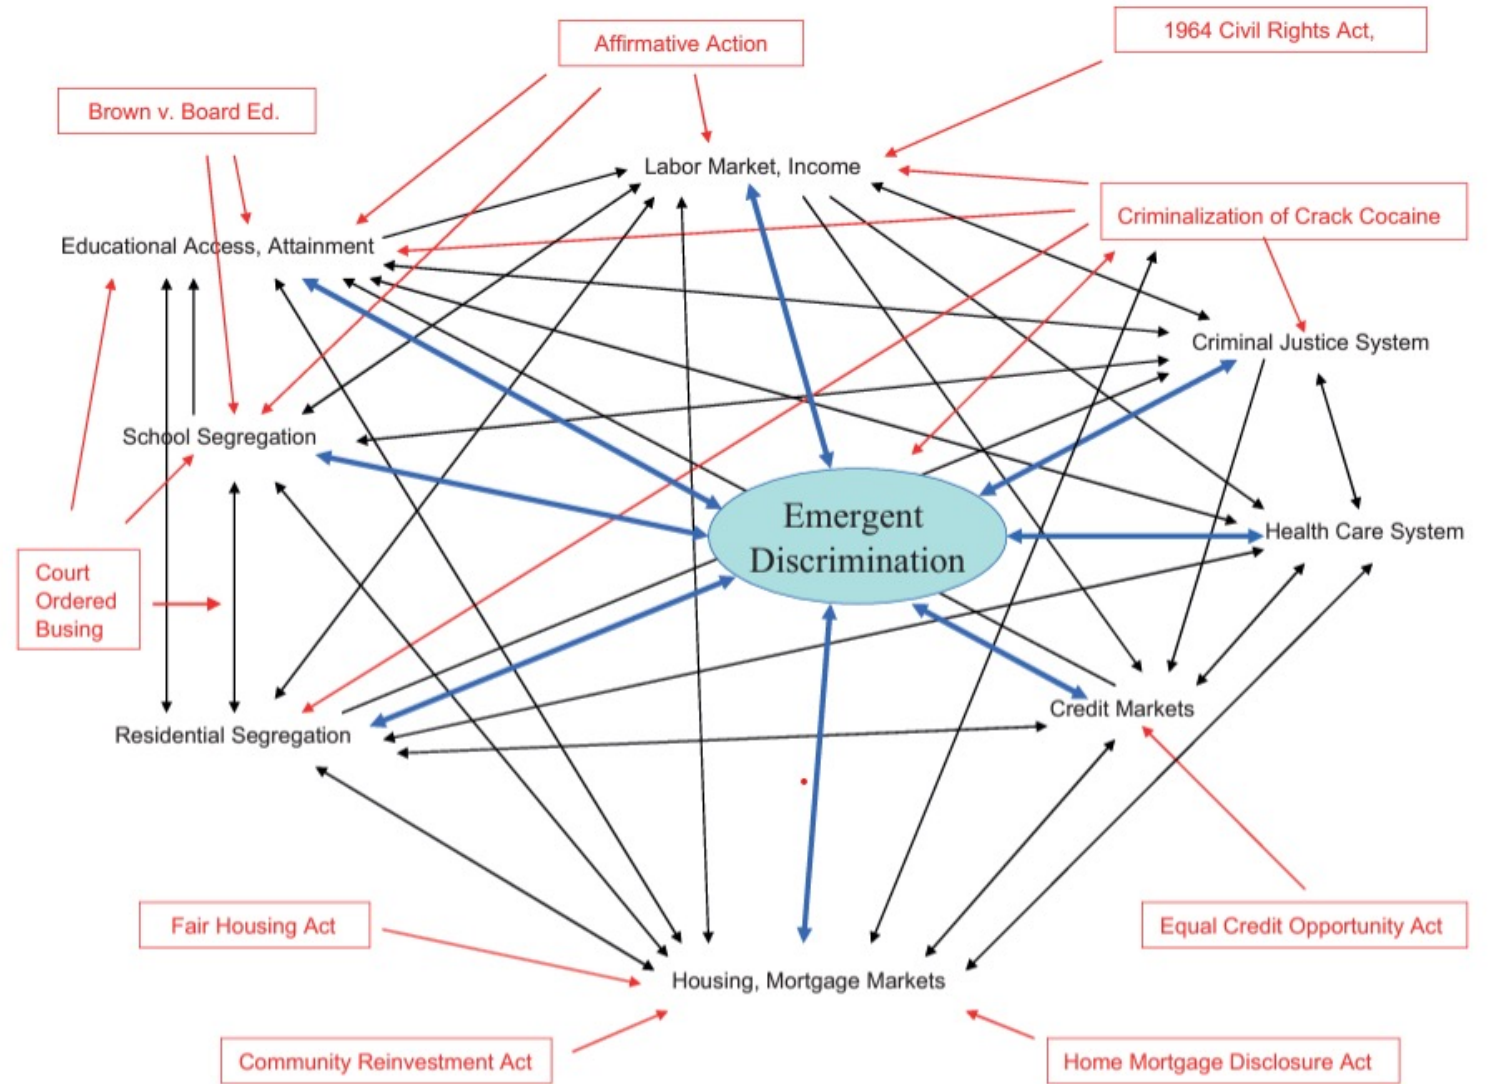 Affirmative Action
1964 Civil Rights Act,
Brown v. Board Ed.
Labor Market, Income
Criminalization of Crack Cocaine
Educational Access, Attainment
Criminal Justice System
School Segregation
Emergent
Discrimination
Health Care System
Court
Ordered
Busing
Credit Markets
Residential Segregation
Fair Housing Act
Equal Credit Opportunity Act
Housing, Mortgage Markets
Community Reinvestment Act
Home Mortgage Disclosure Act